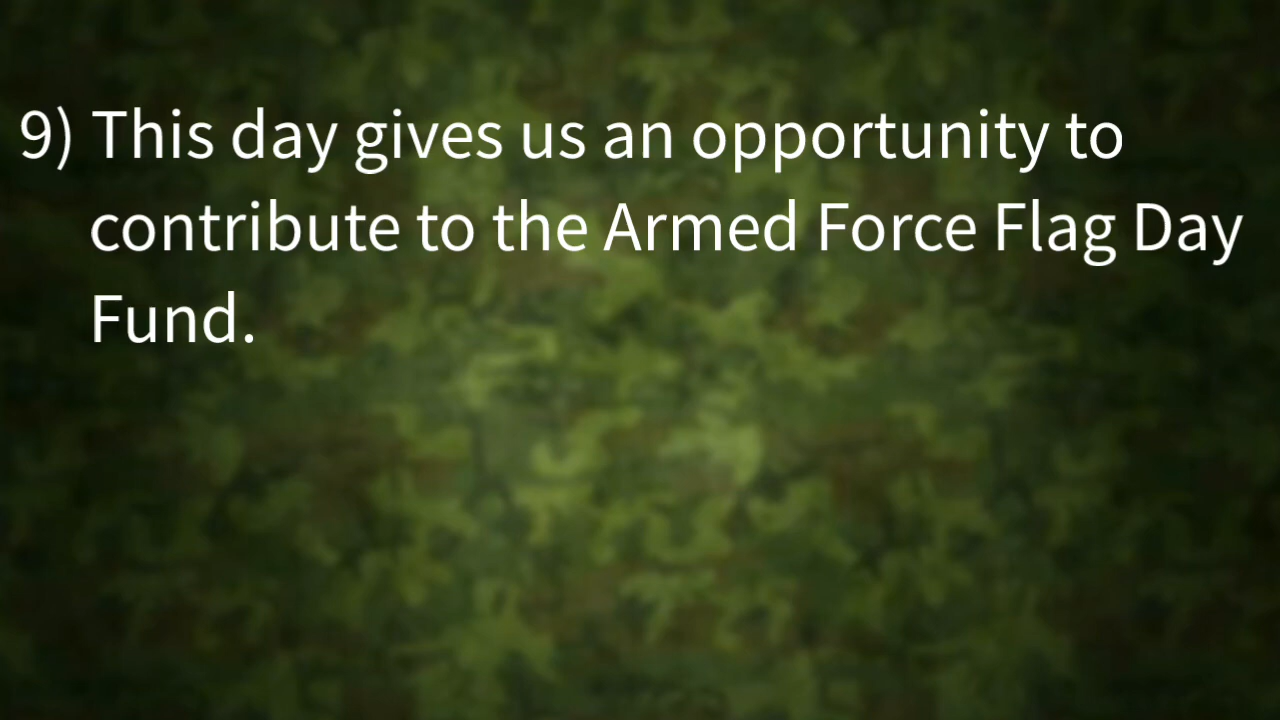 9) This day gives us an opportunity to
contribute to the Armed Force Flag Day
Fund.